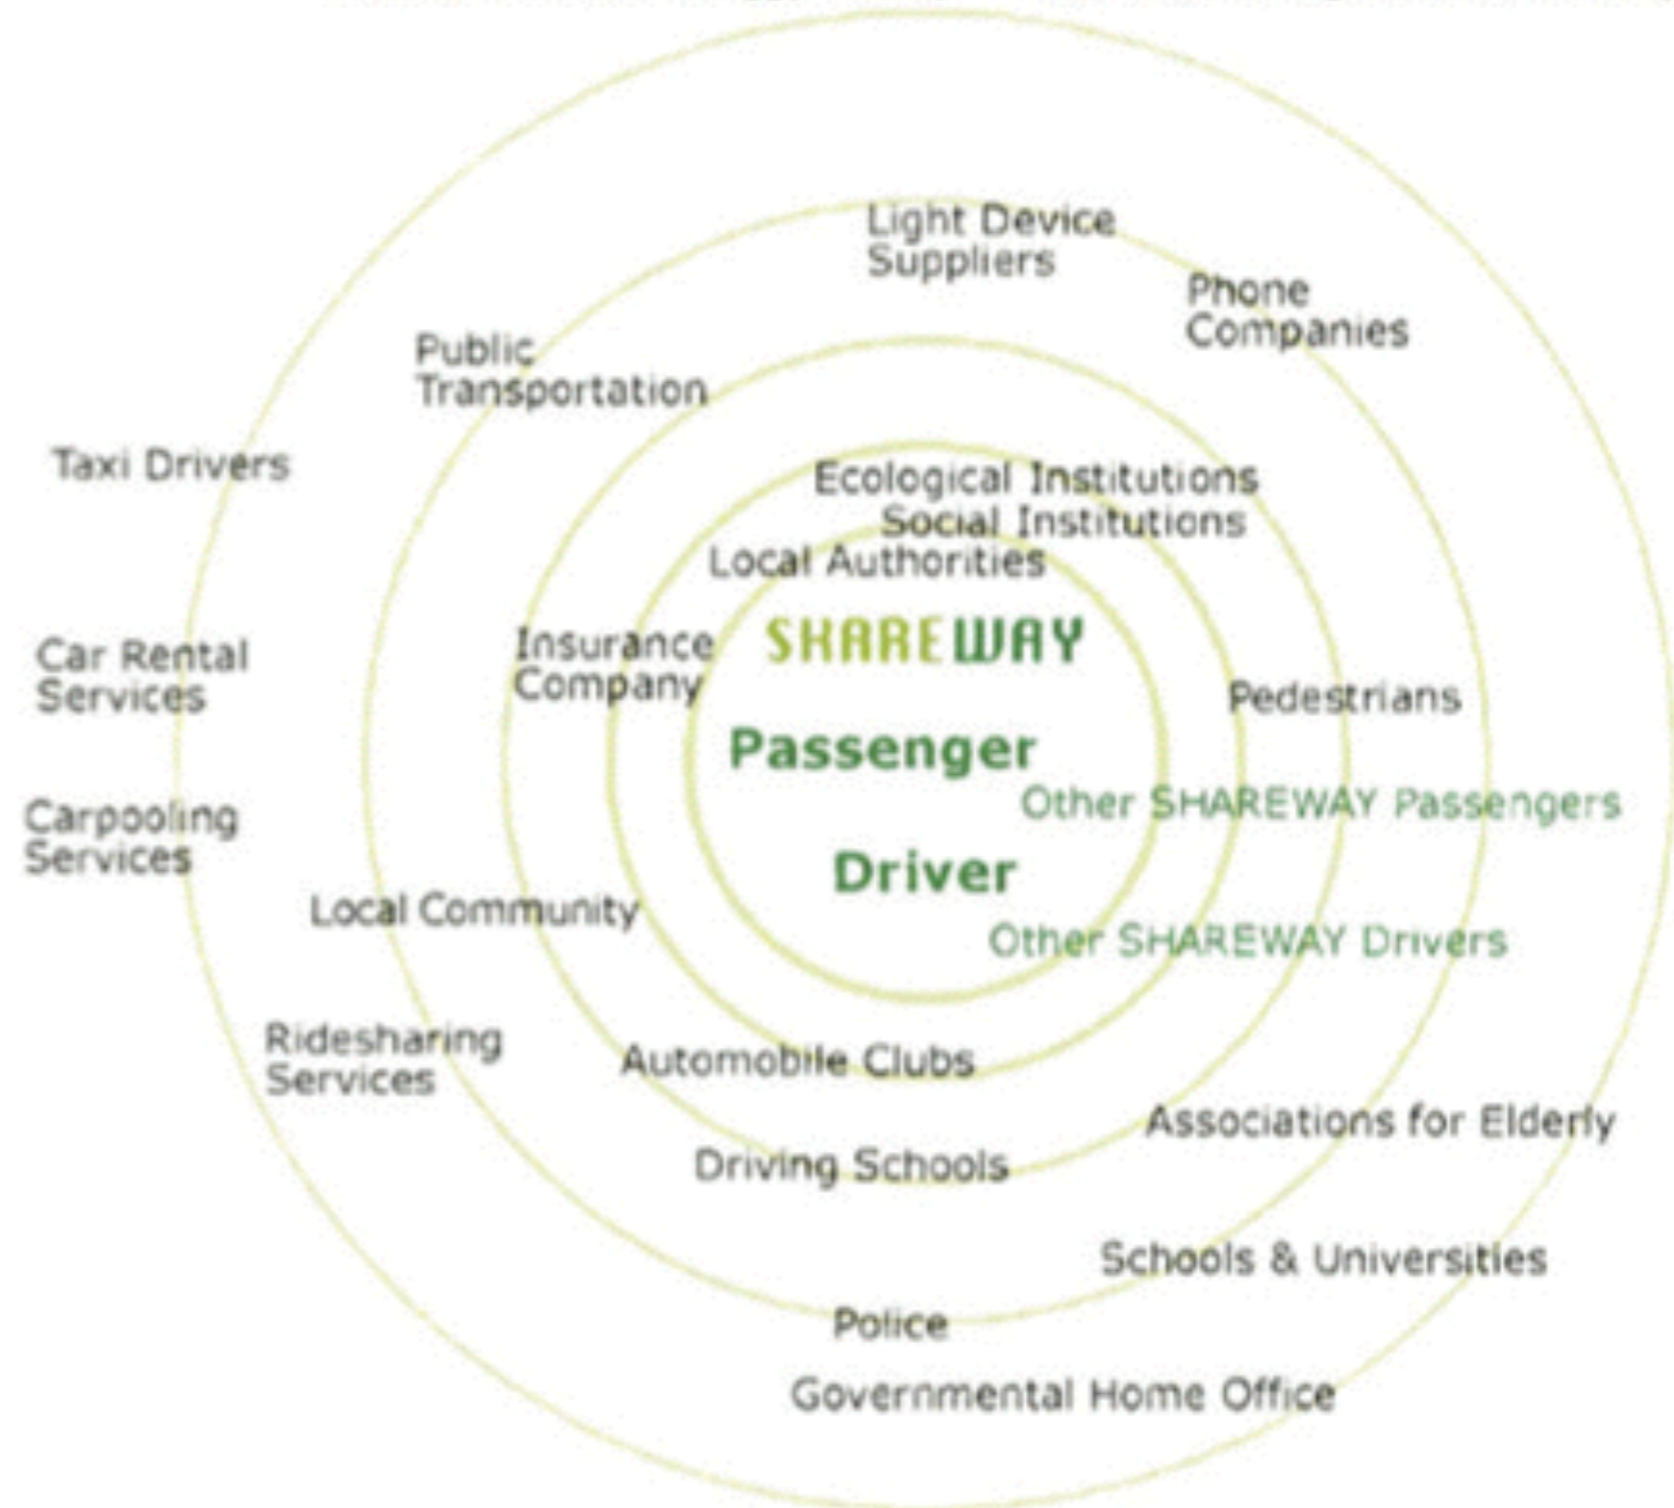 Light Device
Suppliers
Phone
Companies
Public
Transportation
Taxi Drivers
Ecological Institutions
Social Institutions
Local Authorities
SHAREWAY
Insurance
Company
Car Rental
Services
Pedestrians
Passenger
Other SHAREWAY Passengers
Carpooling
Services
Driver
Local Community
Other SHAREWAY Drivers
Ridesharing
Services
Automobile Clubs
Associations for Elderly
Driving Schools
Schools & Universities
Police
Governmental Home Office